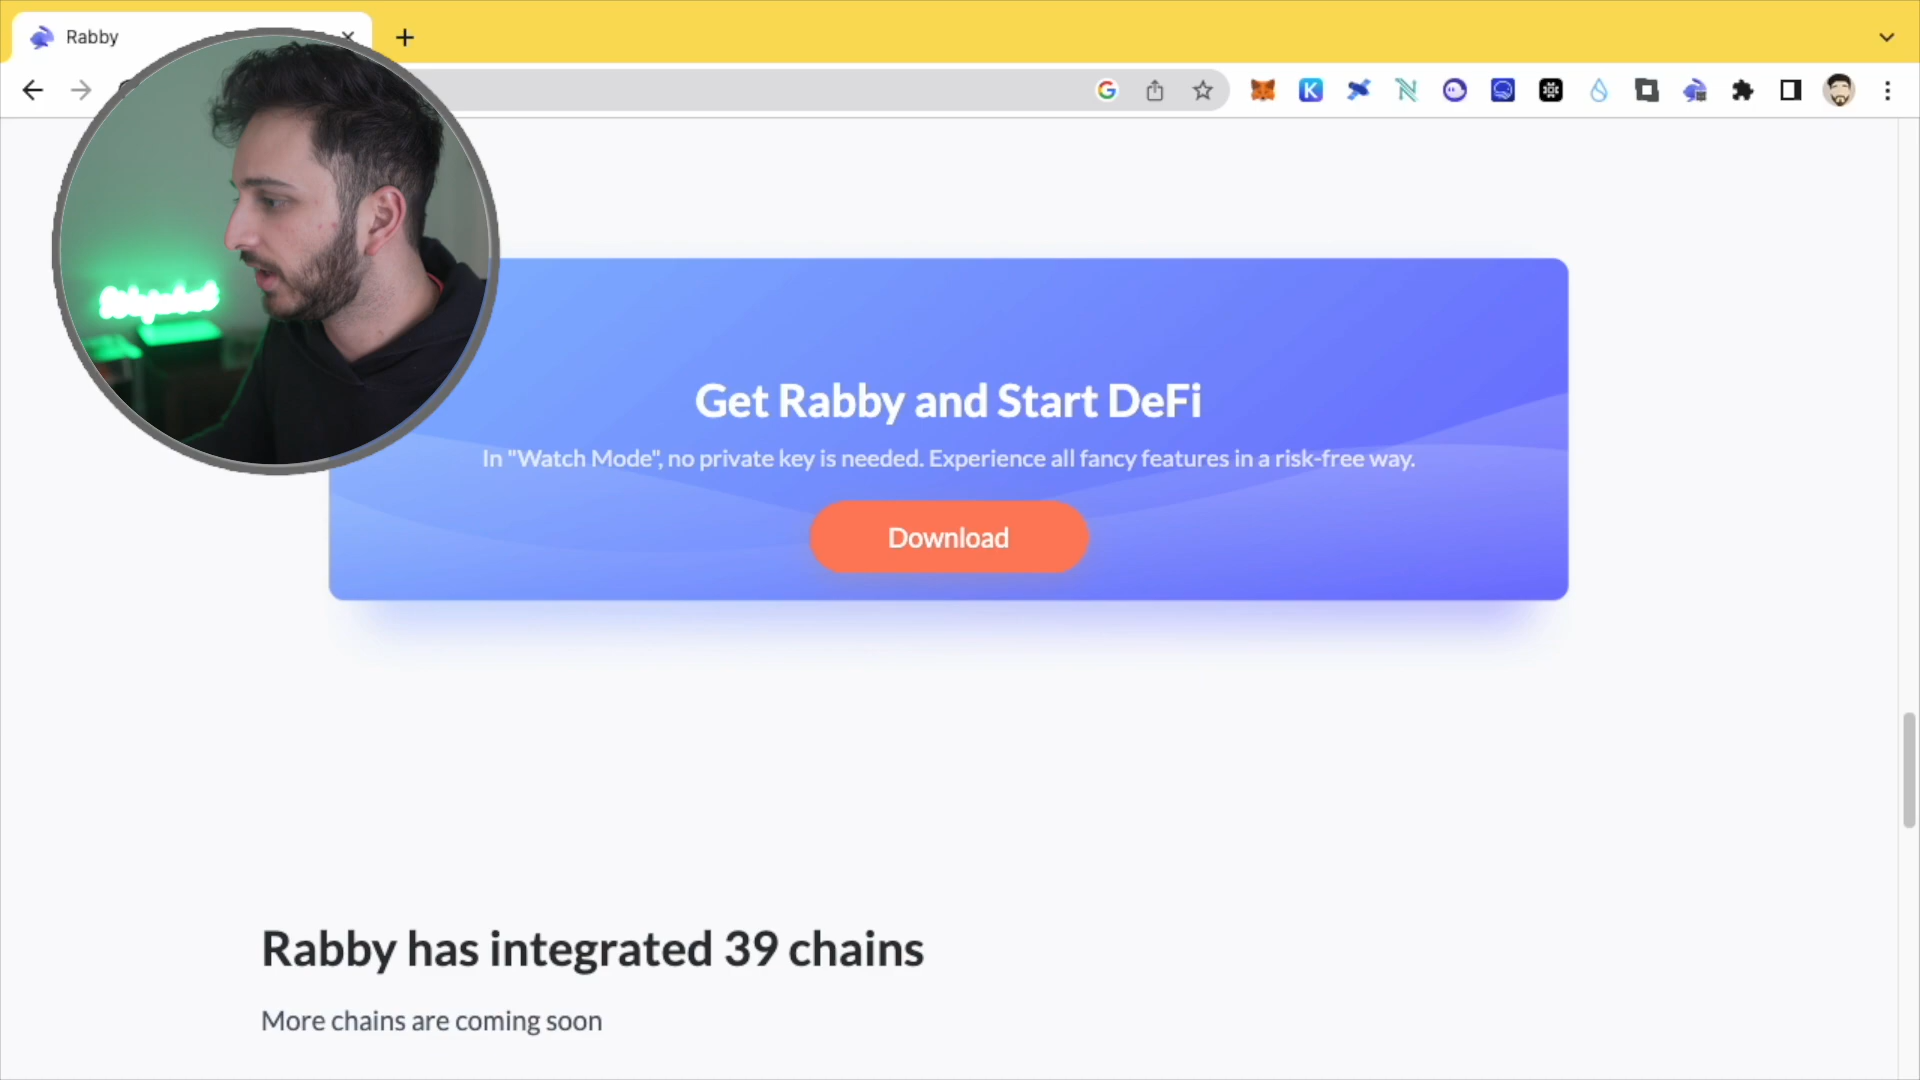 Rabby
Get Rabby and Start DeFi
In "Watch Mode", no private key is needed. Experience all fancy features in a risk-free way.
Download
Rabby has integrated 39 chains
More chains are coming soon